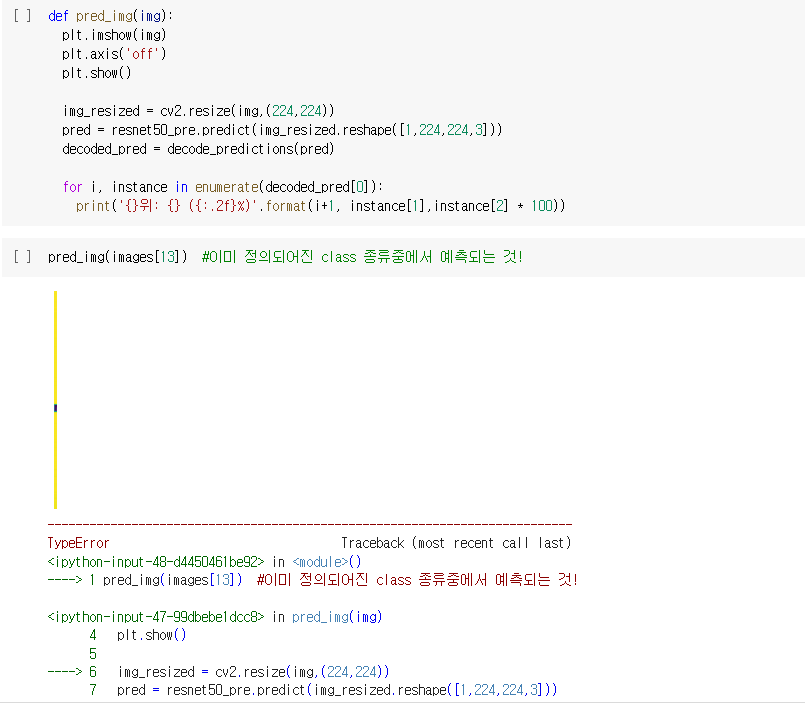 [ ] def pred_img(img):
plt.imshow(img)
plt.axis('off')
plt.show()
img_resized = cv2.resize(img,(224,224))
pred = resnet50_pre.predict(img_resized.reshape([1,224,224,3]))
decoded_pred = decode_predictions(pred)
for i, instance in enumerate(decoded_pred[0]):
print('{}위: {} ({:.2f}%)'.format(i+1, instance[1],instance[2] * 100))
[ ] pred_img(images[13]) #이미 정의되어진 class 종류중에서 예측되는 것!
---------------------------------------------------------------------------
TypeError Traceback (most recent call last)
<ipython-input-48-d4450461be92> in <module>()
----> 1 pred_img(images[13]) #이미 정의되어진 class 종류중에서 예측되는 것!
<ipython-input-47-99dbebe1dcc8> in pred_img(img)
4 plt.show()
5
----> 6 img_resized = cv2.resize(img,(224,224))
7 pred = resnet50_pre.predict(img_resized.reshape([1,224,224,3]))